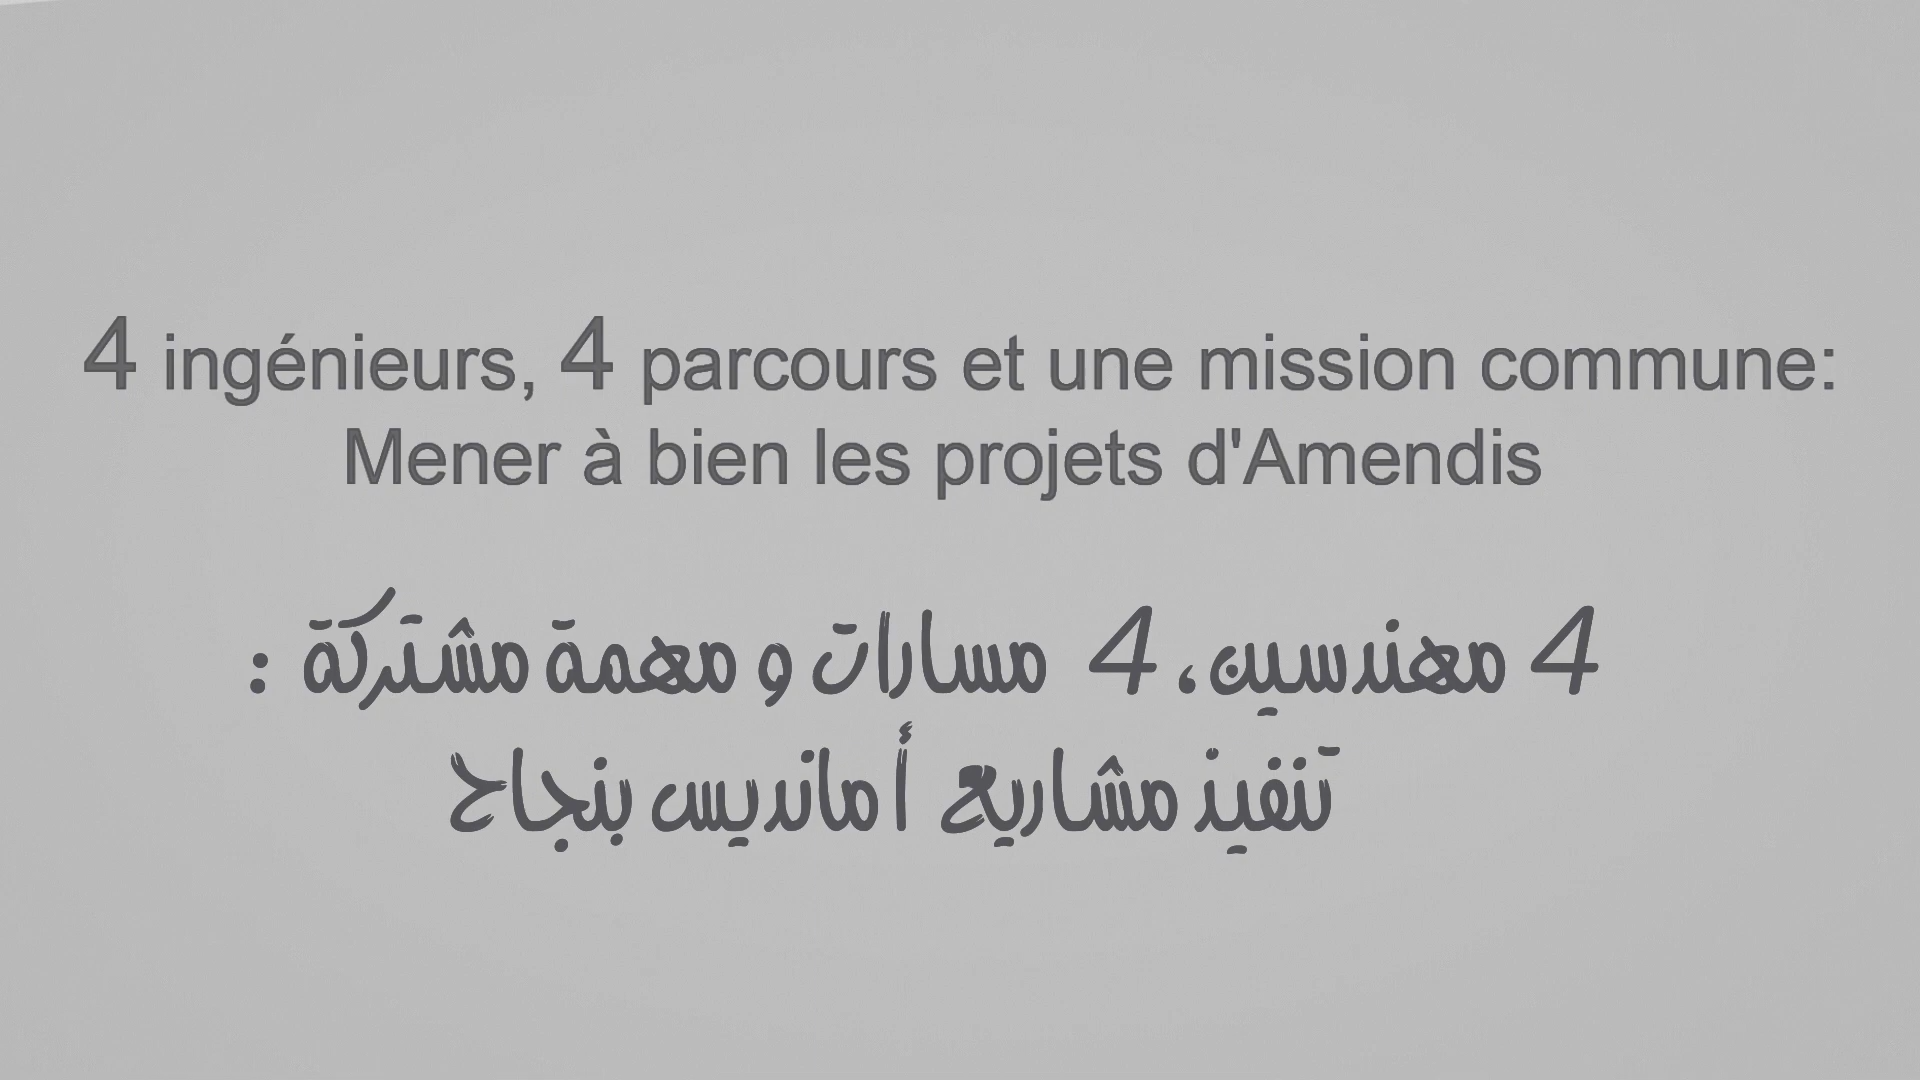 4 ingénieurs, 4 parcours et une mission commune:
Mener à bien les projets d'Amendis
4 مهندسين، 4 مسارات و مهمة مشتركة :
تنفيذ مشاريع أمانديس بنجاح